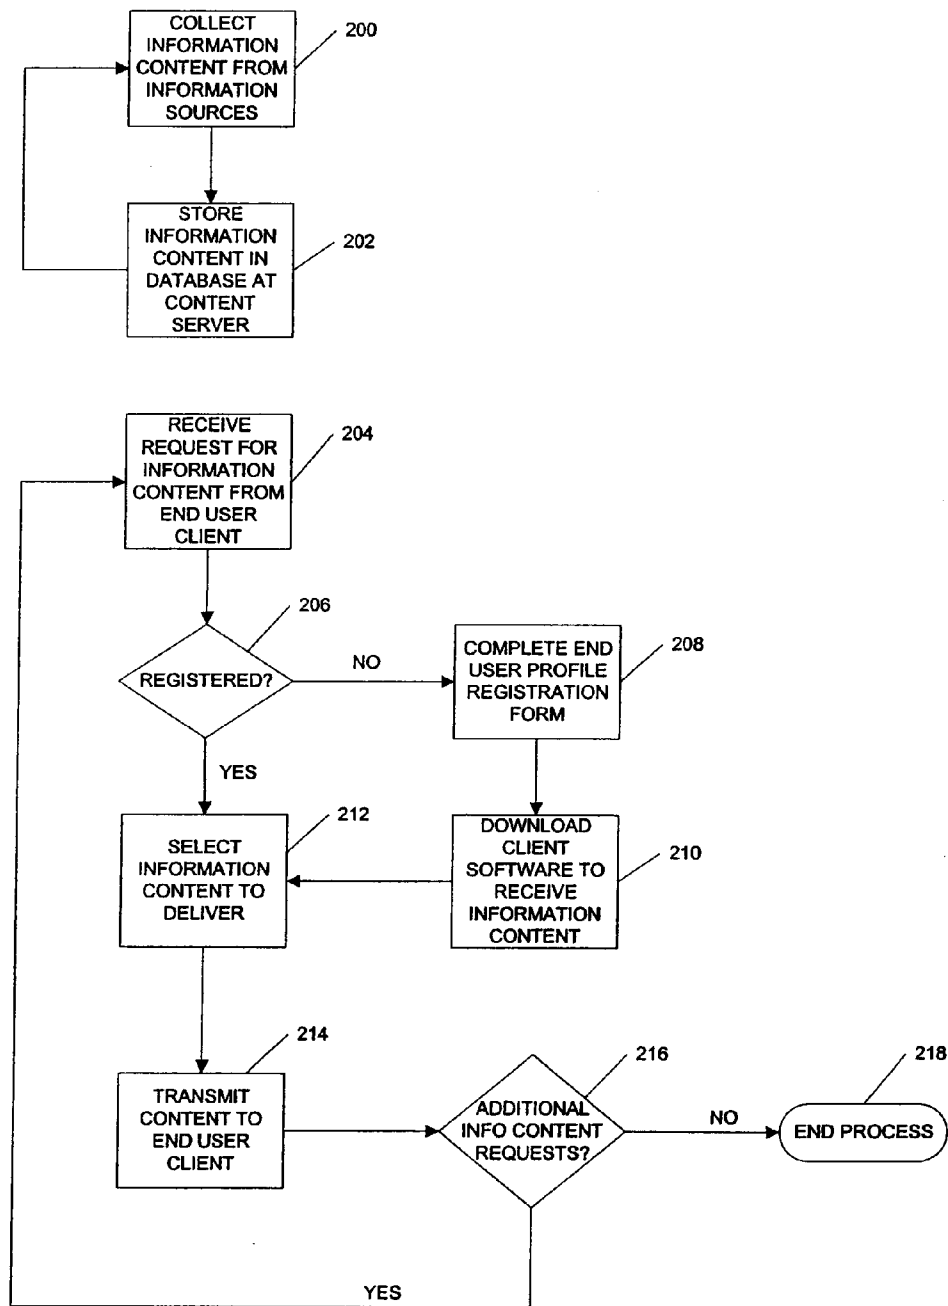 COLLECT
INFORMATION
CONTENT FROM
INFORMATION
SOURCES
200
STORE
INFORMATION
CONTENT IN
DATABASE AT
CONTENT
SERVER
202
RECEIVE
REQUEST FOR
INFORMATION
CONTENT FROM
END USER
CLIENT
204
206
REGISTERED?
NO
YES
COMPLETE END
USER PROFILE
REGISTRATION
FORM
208
DOWNLOAD
CLIENT
SOFTWARE TO
RECEIVE
INFORMATION
CONTENT
210
212
SELECT
INFORMATION
CONTENT TO
DELIVER
214
TRANSMIT
CONTENT TO
END USER
CLIENT
216
ADDITIONAL
INFO CONTENT
REQUESTS?
NO
218
END PROCESS
YES